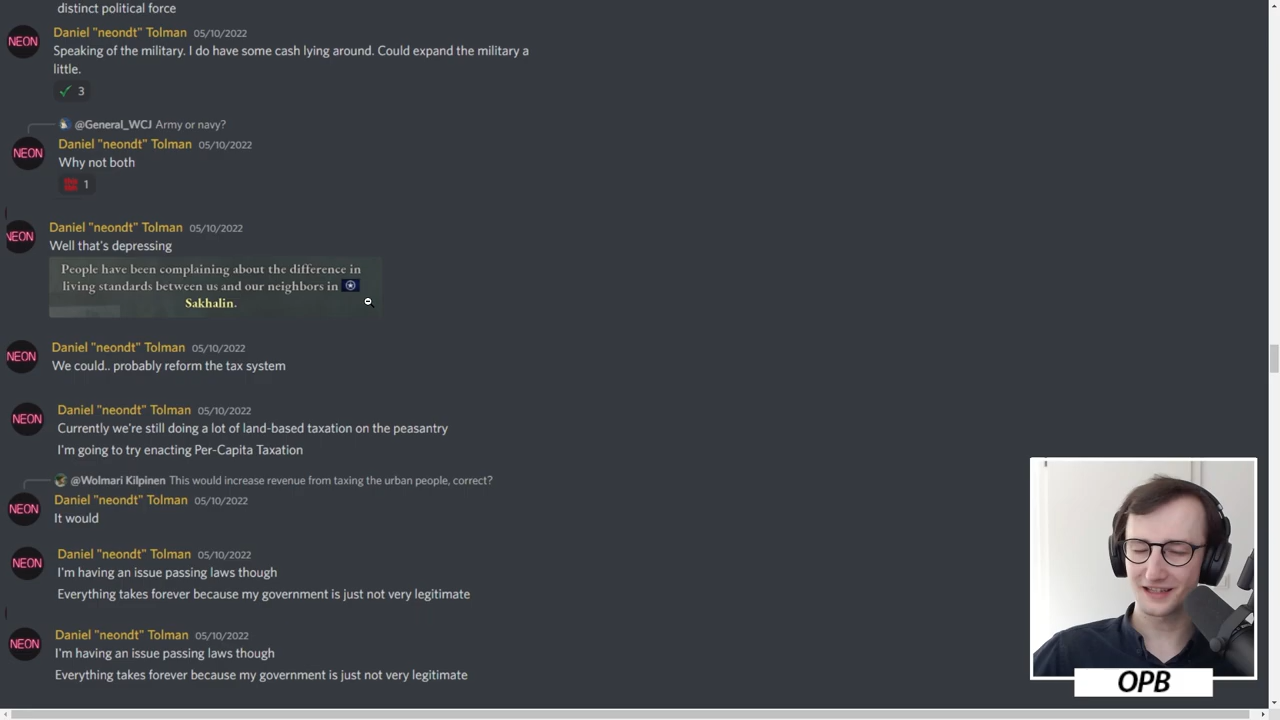 distinct political force
NEON
Daniel "neondt" Tolman 05/10/2022
Speaking of the military. I do have some cash lying around. Could expand the military a
little.
3
@General_WCJ Army or navy?
NEON
Daniel "neondt" Tolman 05/10/2022
Why not both
1
NEON
Daniel "neondt" Tolman 05/10/2022
Well that's depressing
People have been complaining about the difference in
living standards between us and our neighbors in
Sakhalin.
NEON
Daniel "neondt" Tolman 05/10/2022
We could.. probably reform the tax system
NEON
Daniel "neondt" Tolman 05/10/2022
Currently we're still doing a lot of land-based taxation on the peasantry
I'm going to try enacting Per-Capita Taxation
@Wolmari Kilpinen This would increase revenue from taxing the urban people, correct?
NEON
Daniel "neondt" Tolman 05/10/2022
It would
NEON
Daniel "neondt" Tolman 05/10/2022
I'm having an issue passing laws though
Everything takes forever because my government is just not very legitimate
NEON
Daniel "neondt" Tolman 05/10/2022
I'm having an issue passing laws though
Everything takes forever because my government is just not very legitimate
OPB